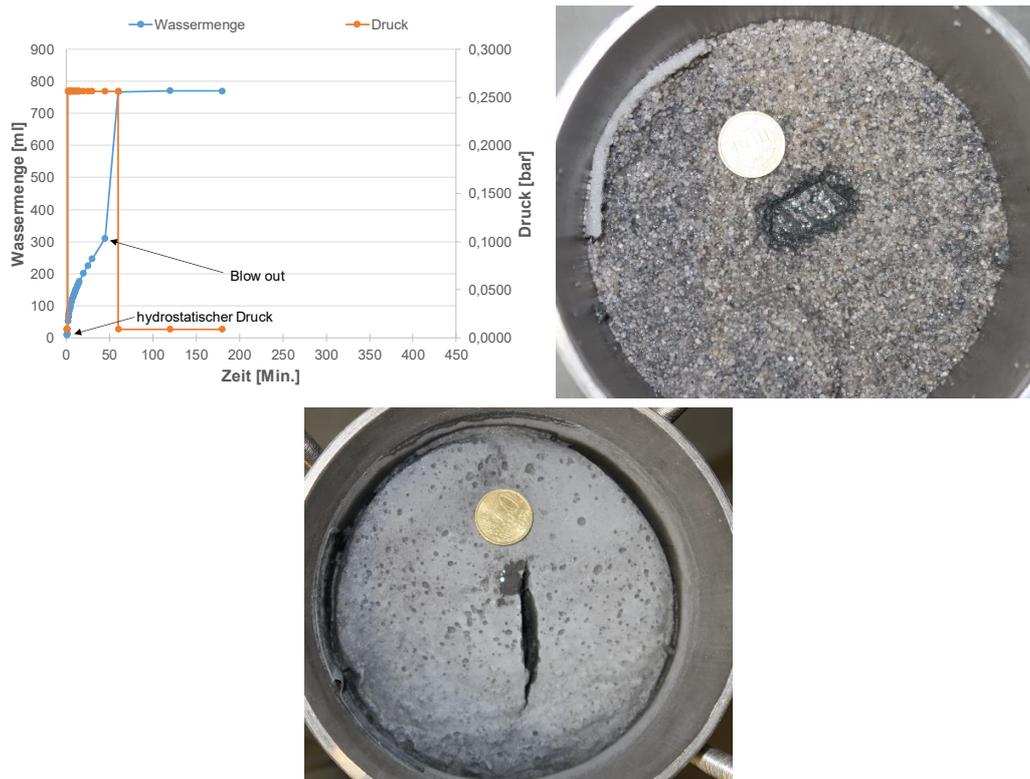 Wassermenge Druck
900 0,3000
800
700 0,2500
600 0,2000
500 0,1500
400
300 0,1000
200
100 0,0500
0 0,0000
Wassermenge [ml]
Druck [bar]
Blow out
hydrostatischer Druck
0 50 100 150 200 250 300 350 400 450
Zeit [Min.]
10